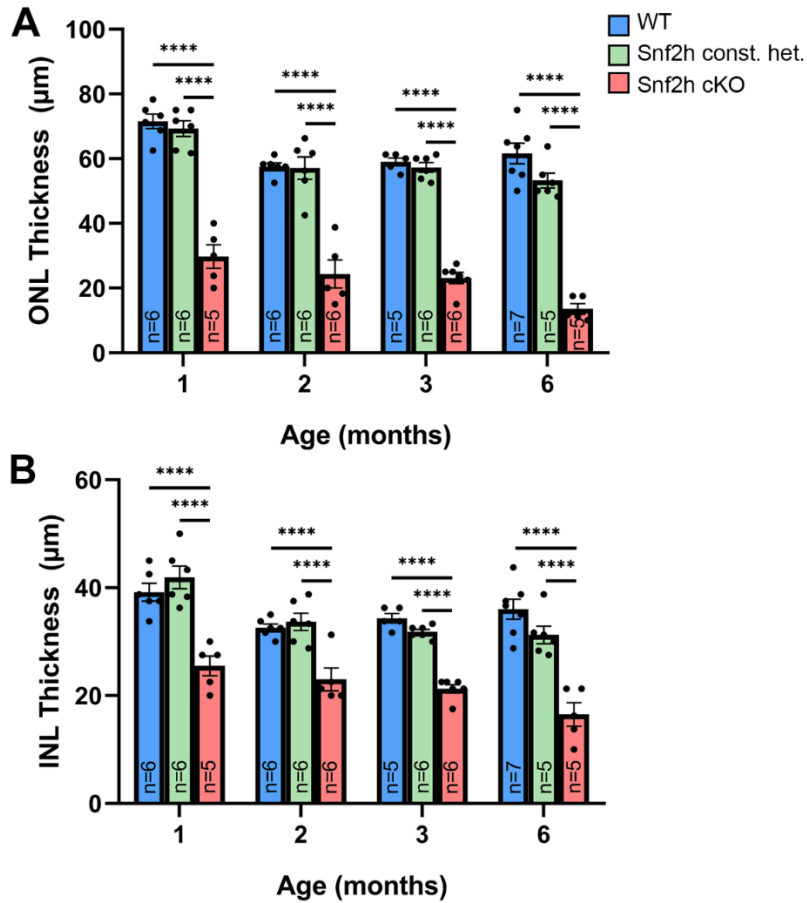 A
WT
Snf2h const. het.
Snf2h cKO
ONL Thickness (µm)
100
80
60
40
20
0
**** **** **** ****
**** **** **** ****
n=6 n=6 n=5 n=6 n=6 n=6 n=5 n=6 n=6 n=7 n=5 n=5
1 2 3 6
Age (months)
B
INL Thickness (µm)
60
40
20
0
**** **** **** ****
**** **** **** ****
n=6 n=6 n=5 n=6 n=6 n=6 n=5 n=6 n=6 n=7 n=5 n=5
1 2 3 6
Age (months)